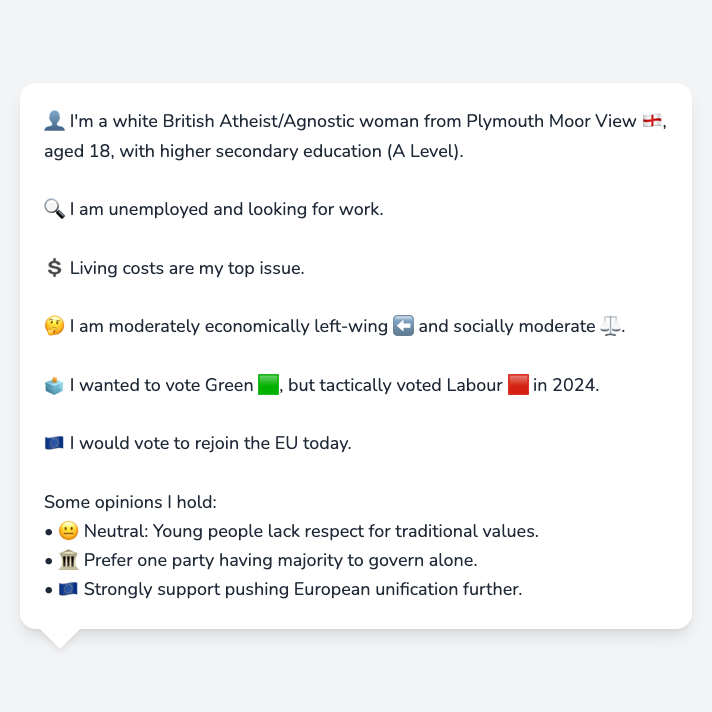 👤 I'm a white British Atheist/Agnostic woman from Plymouth Moor View 🏴󠁧󠁢󠁥󠁮󠁧󠁿,
aged 18, with higher secondary education (A Level).
🔍 I am unemployed and looking for work.
💲 Living costs are my top issue.
🤔 I am moderately economically left-wing ⬅️ and socially moderate ⚖️.
🗳️ I wanted to vote Green 🟩, but tactically voted Labour 🟥 in 2024.
🇪🇺 I would vote to rejoin the EU today.
Some opinions I hold:
• 😐 Neutral: Young people lack respect for traditional values.
• 🏛️ Prefer one party having majority to govern alone.
• 🇪🇺 Strongly support pushing European unification further.